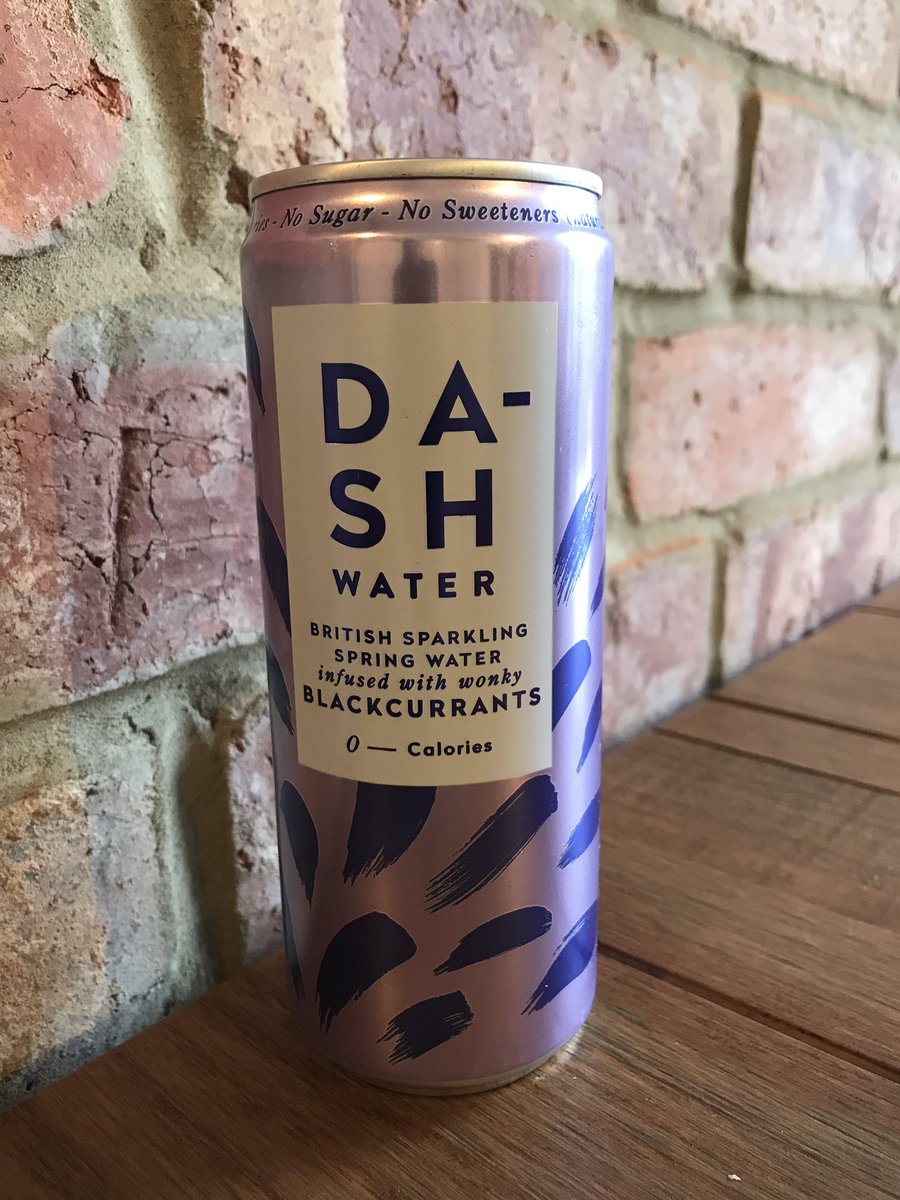 - No Sugar - No Sweeteners
DA-
SH
WATER
BRITISH SPARKLING
SPRING WATER
infused with wonky
BLACKCURRANTS
0 — Calories